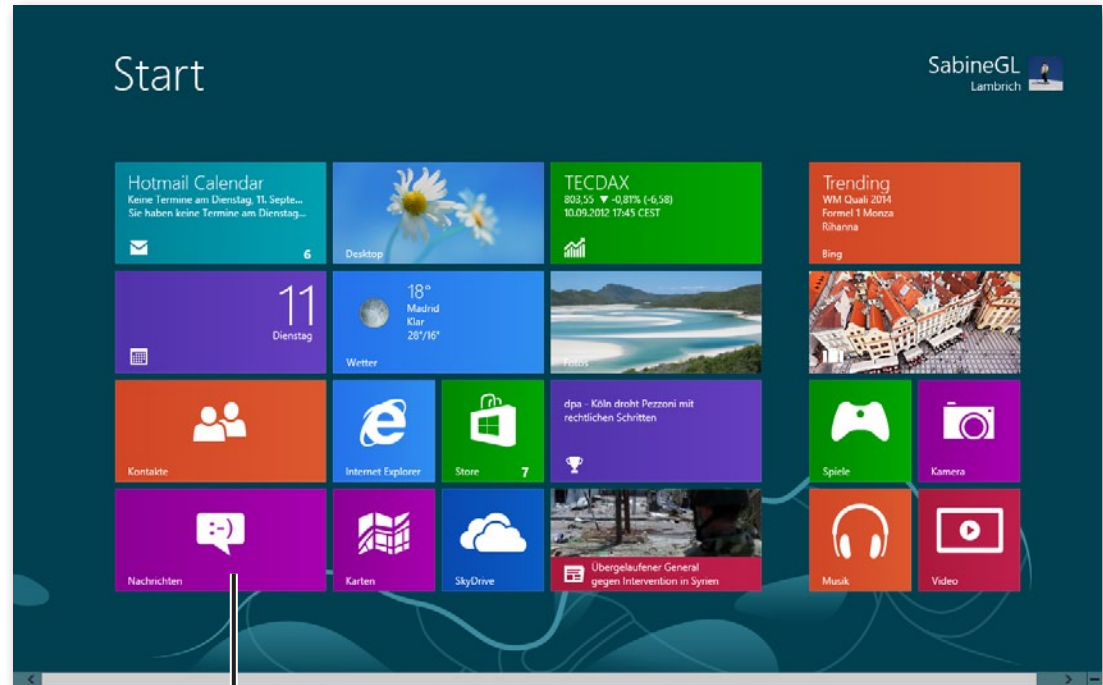 Start
SabineGL
Lambrich
Hotmail Calendar
Keine Termine am Dienstag, 11. Septe...
Sie haben keine Termine am Dienstag...
6
Desktop
TECDAX
803,55 ▼ -0,81% (-6,58)
10.09.2012 17:45 CEST
Trending
WM Quali 2014
Formel 1 Monza
Rihanna
Bing
11
Dienstag
18°
Madrid
Klar
28°/16°
Wetter
Fotos
Kontakte
Internet Explorer
Store
7
dpa - Köln droht Pezzoni mit
rechtlichen Schritten
Spiele
Kamera
:-)
Nachrichten
Karten
SkyDrive
Übergelaufener General
gegen Intervention in Syrien
Musik
Video